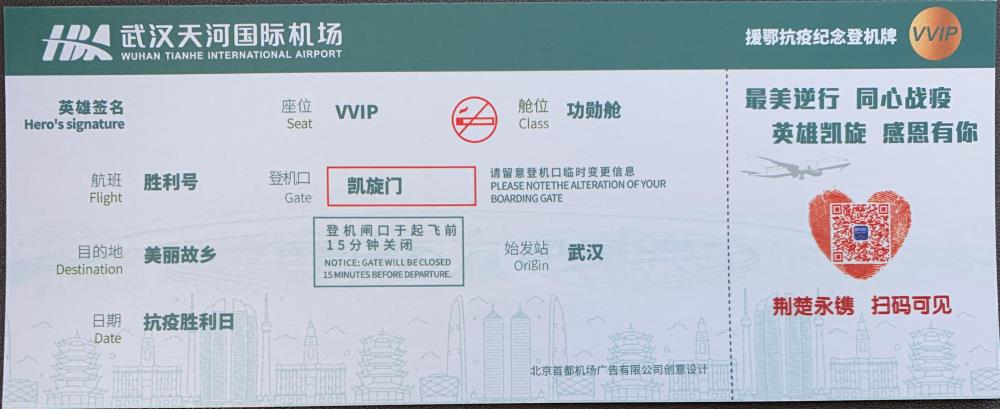 HBA 武汉天河国际机场
WUHAN TIANHE INTERNATIONAL AIRPORT
援鄂抗疫纪念登机牌
VVIP
英雄签名
Hero's signature
座位
Seat
VVIP
舱位
Class
功勋舱
航班
Flight
胜利号
登机口
Gate
凯旋门
请留意登机口临时变更信息
PLEASE NOTETHE ALTERATION OF YOUR
BOARDING GATE
目的地
Destination
美丽故乡
登机闸口于起飞前
15分钟关闭
NOTICE: GATE WILL BE CLOSED
15 MINUTES BEFORE DEPARTURE.
始发站
Origin
武汉
日期
Date
抗疫胜利日
北京首都机场广告有限公司创意设计
最美逆行 同心战疫
英雄凯旋 感恩有你
荆楚永镌 扫码可见